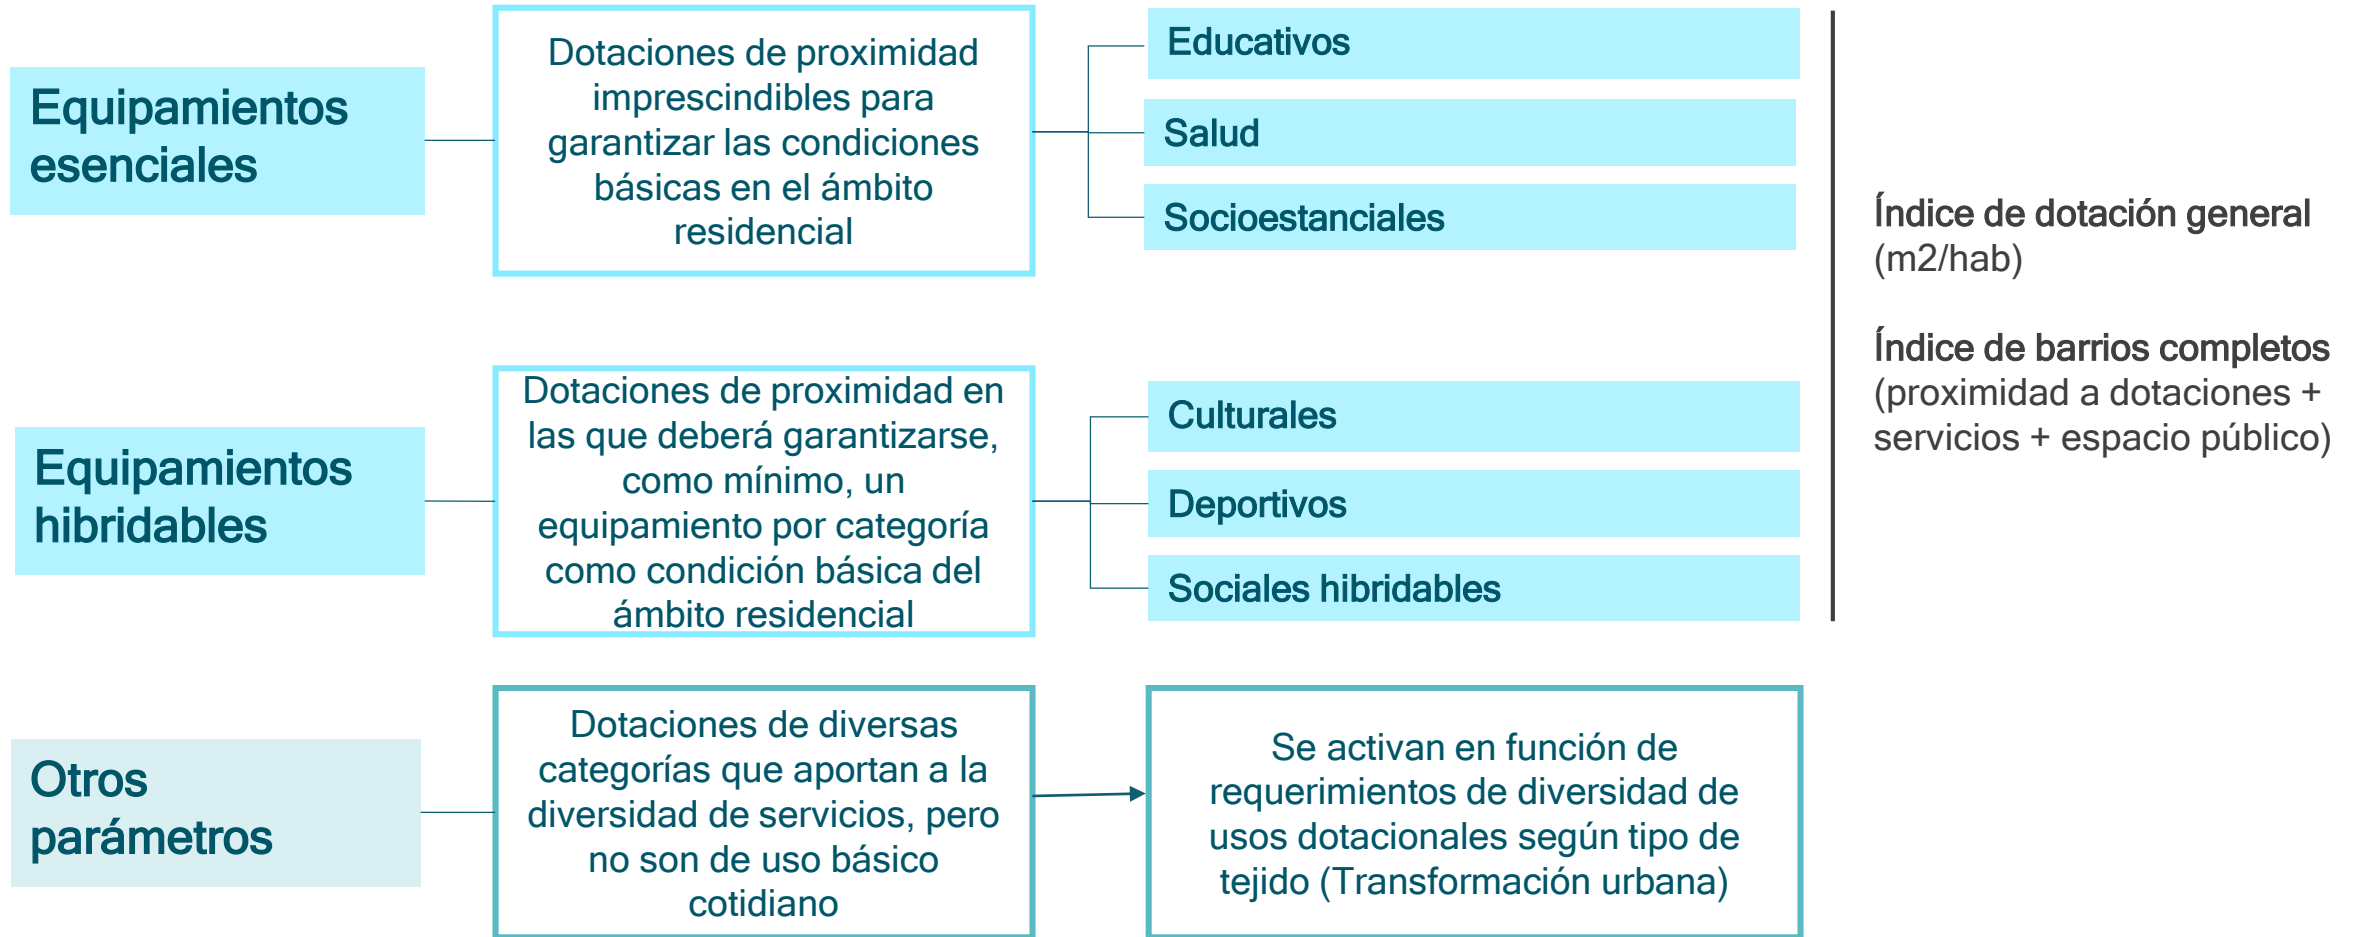 Equipamientos
esenciales
Dotaciones de proximidad
imprescindibles para
garantizar las condiciones
básicas en el ámbito
residencial
Educativos
Salud
Socioestanciales
Equipamientos
hibridables
Dotaciones de proximidad en
las que deberá garantizarse,
como mínimo, un
equipamiento por categoría
como condición básica del
ámbito residencial
Culturales
Deportivos
Sociales hibridables
Índice de dotación general
(m2/hab)
Índice de barrios completos
(proximidad a dotaciones +
servicios + espacio público)
Otros
parámetros
Dotaciones de diversas
categorías que aportan a la
diversidad de servicios, pero
no son de uso básico
cotidiano
Se activan en función de
requerimientos de diversidad de
usos dotacionales según tipo de
tejido (Transformación urbana)